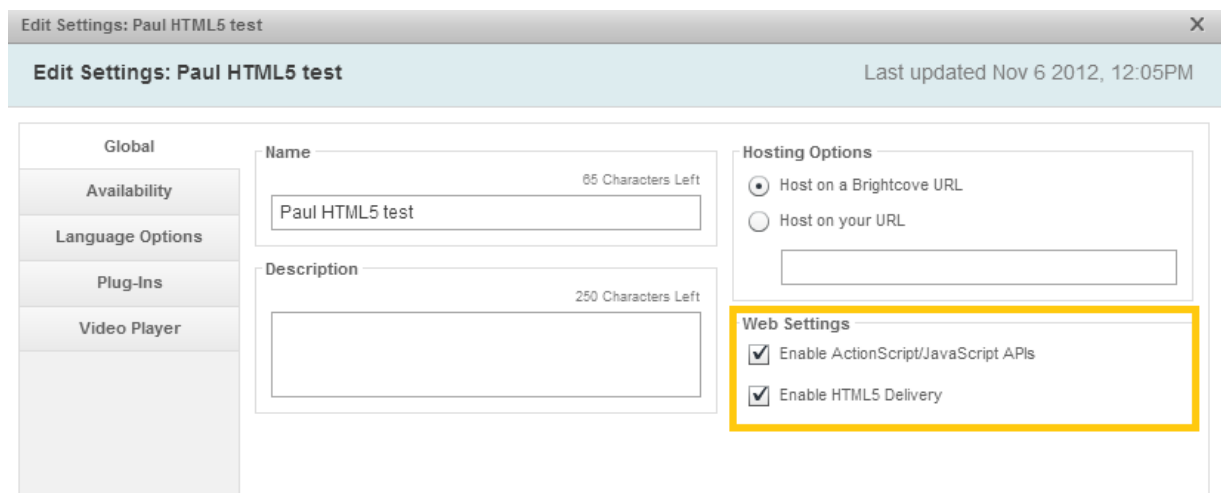 Edit Settings: Paul HTML5 test
Edit Settings: Paul HTML5 test
Last updated Nov 6 2012, 12:05PM
Global
Availability
Language Options
Plug-Ins
Video Player
Name
65 Characters Left
Paul HTML5 test
Description
250 Characters Left
Hosting Options
Host on a Brightcove URL
Host on your URL
Web Settings
Enable ActionScript/JavaScript APIs
Enable HTML5 Delivery